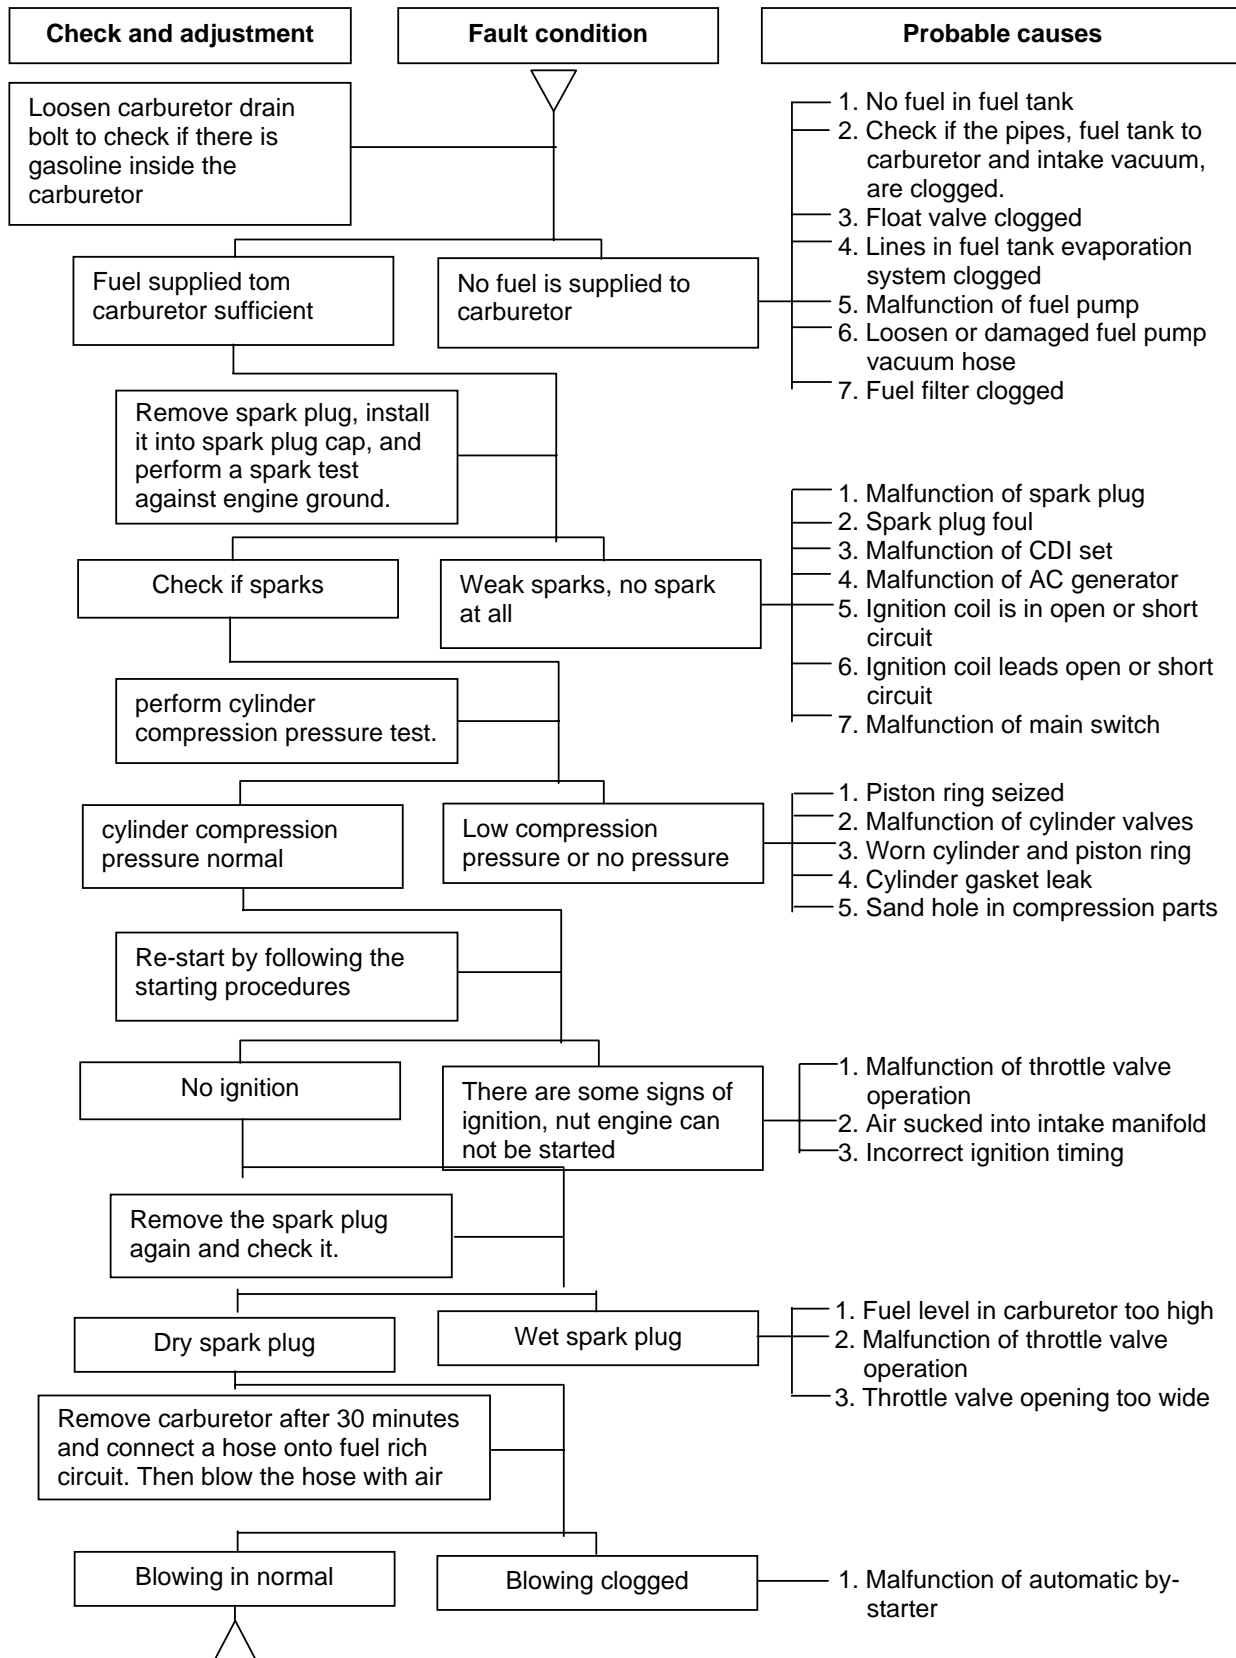 Check and adjustment
Fault condition
Probable causes
Loosen carburetor drain
bolt to check if there is
gasoline inside the
carburetor
1. No fuel in fuel tank
2. Check if the pipes, fuel tank to
carburetor and intake vacuum,
are clogged.
3. Float valve clogged
4. Lines in fuel tank evaporation
system clogged
5. Malfunction of fuel pump
6. Loosen or damaged fuel pump
vacuum hose
7. Fuel filter clogged
Fuel supplied tom
carburetor sufficient
No fuel is supplied to
carburetor
Remove spark plug, install
it into spark plug cap, and
perform a spark test
against engine ground.
1. Malfunction of spark plug
2. Spark plug foul
3. Malfunction of CDI set
4. Malfunction of AC generator
5. Ignition coil is in open or short
circuit
6. Ignition coil leads open or short
circuit
7. Malfunction of main switch
Check if sparks
Weak sparks, no spark
at all
perform cylinder
compression pressure test.
cylinder compression
pressure normal
Low compression
pressure or no pressure
1. Piston ring seized
2. Malfunction of cylinder valves
3. Worn cylinder and piston ring
4. Cylinder gasket leak
5. Sand hole in compression parts
Re-start by following the
starting procedures
No ignition
There are some signs of
ignition, nut engine can
not be started
1. Malfunction of throttle valve
operation
2. Air sucked into intake manifold
3. Incorrect ignition timing
Remove the spark plug
again and check it.
Dry spark plug
Wet spark plug
1. Fuel level in carburetor too high
2. Malfunction of throttle valve
operation
3. Throttle valve opening too wide
Remove carburetor after 30 minutes
and connect a hose onto fuel rich
circuit. Then blow the hose with air
Blowing in normal
Blowing clogged
1. Malfunction of automatic by-
starter